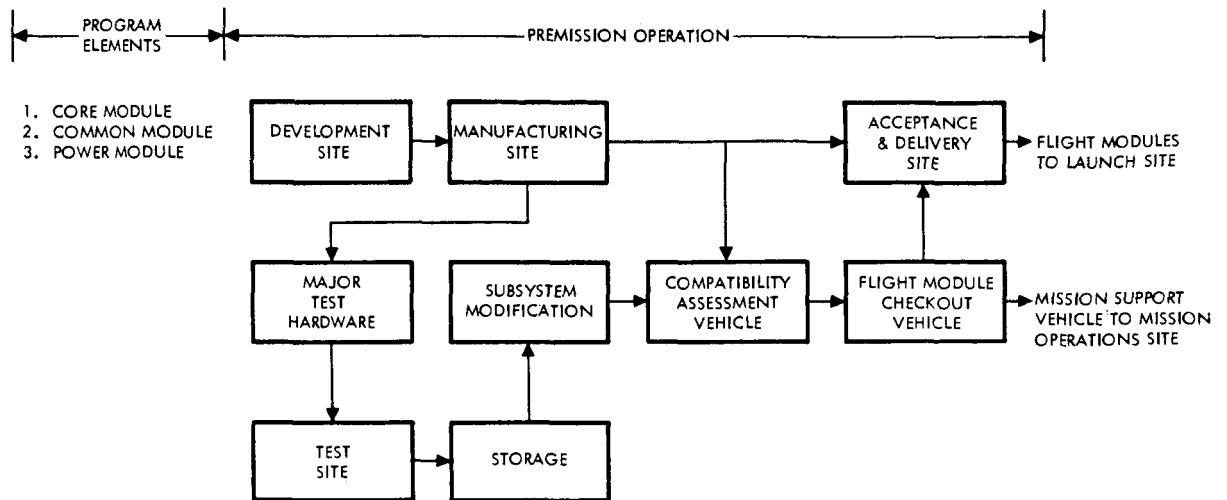 PROGRAM
ELEMENTS
PREMISSION OPERATION
1. CORE MODULE
2. COMMON MODULE
3. POWER MODULE
DEVELOPMENT
SITE
MANUFACTURING
SITE
ACCEPTANCE
& DELIVERY
SITE
FLIGHT MODULES
TO LAUNCH SITE
MAJOR
TEST
HARDWARE
SUBSYSTEM
MODIFICATION
COMPATIBILITY
ASSESSMENT
VEHICLE
FLIGHT MODULE
CHECKOUT
VEHICLE
MISSION SUPPORT
VEHICLE TO MISSION
OPERATIONS SITE
TEST
SITE
STORAGE